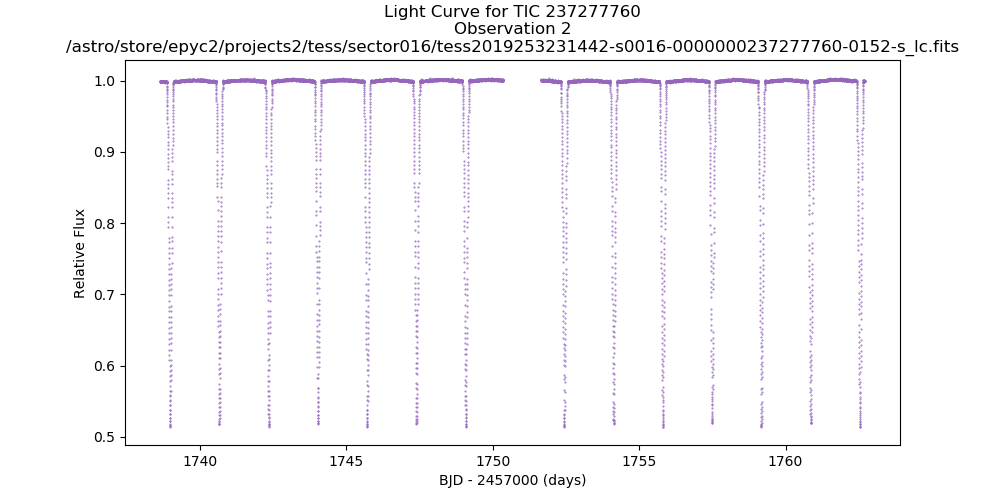 Light Curve for TIC 237277760
Observation 2
/astro/store/epyc2/projects2/tess/sector016/tess2019253231442-s0016-0000000237277760-0152-s_lc.fits
1.0
0.9
0.8
0.7
0.6
0.5
Relative Flux
1740
1745
1750
1755
1760
BJD - 2457000 (days)